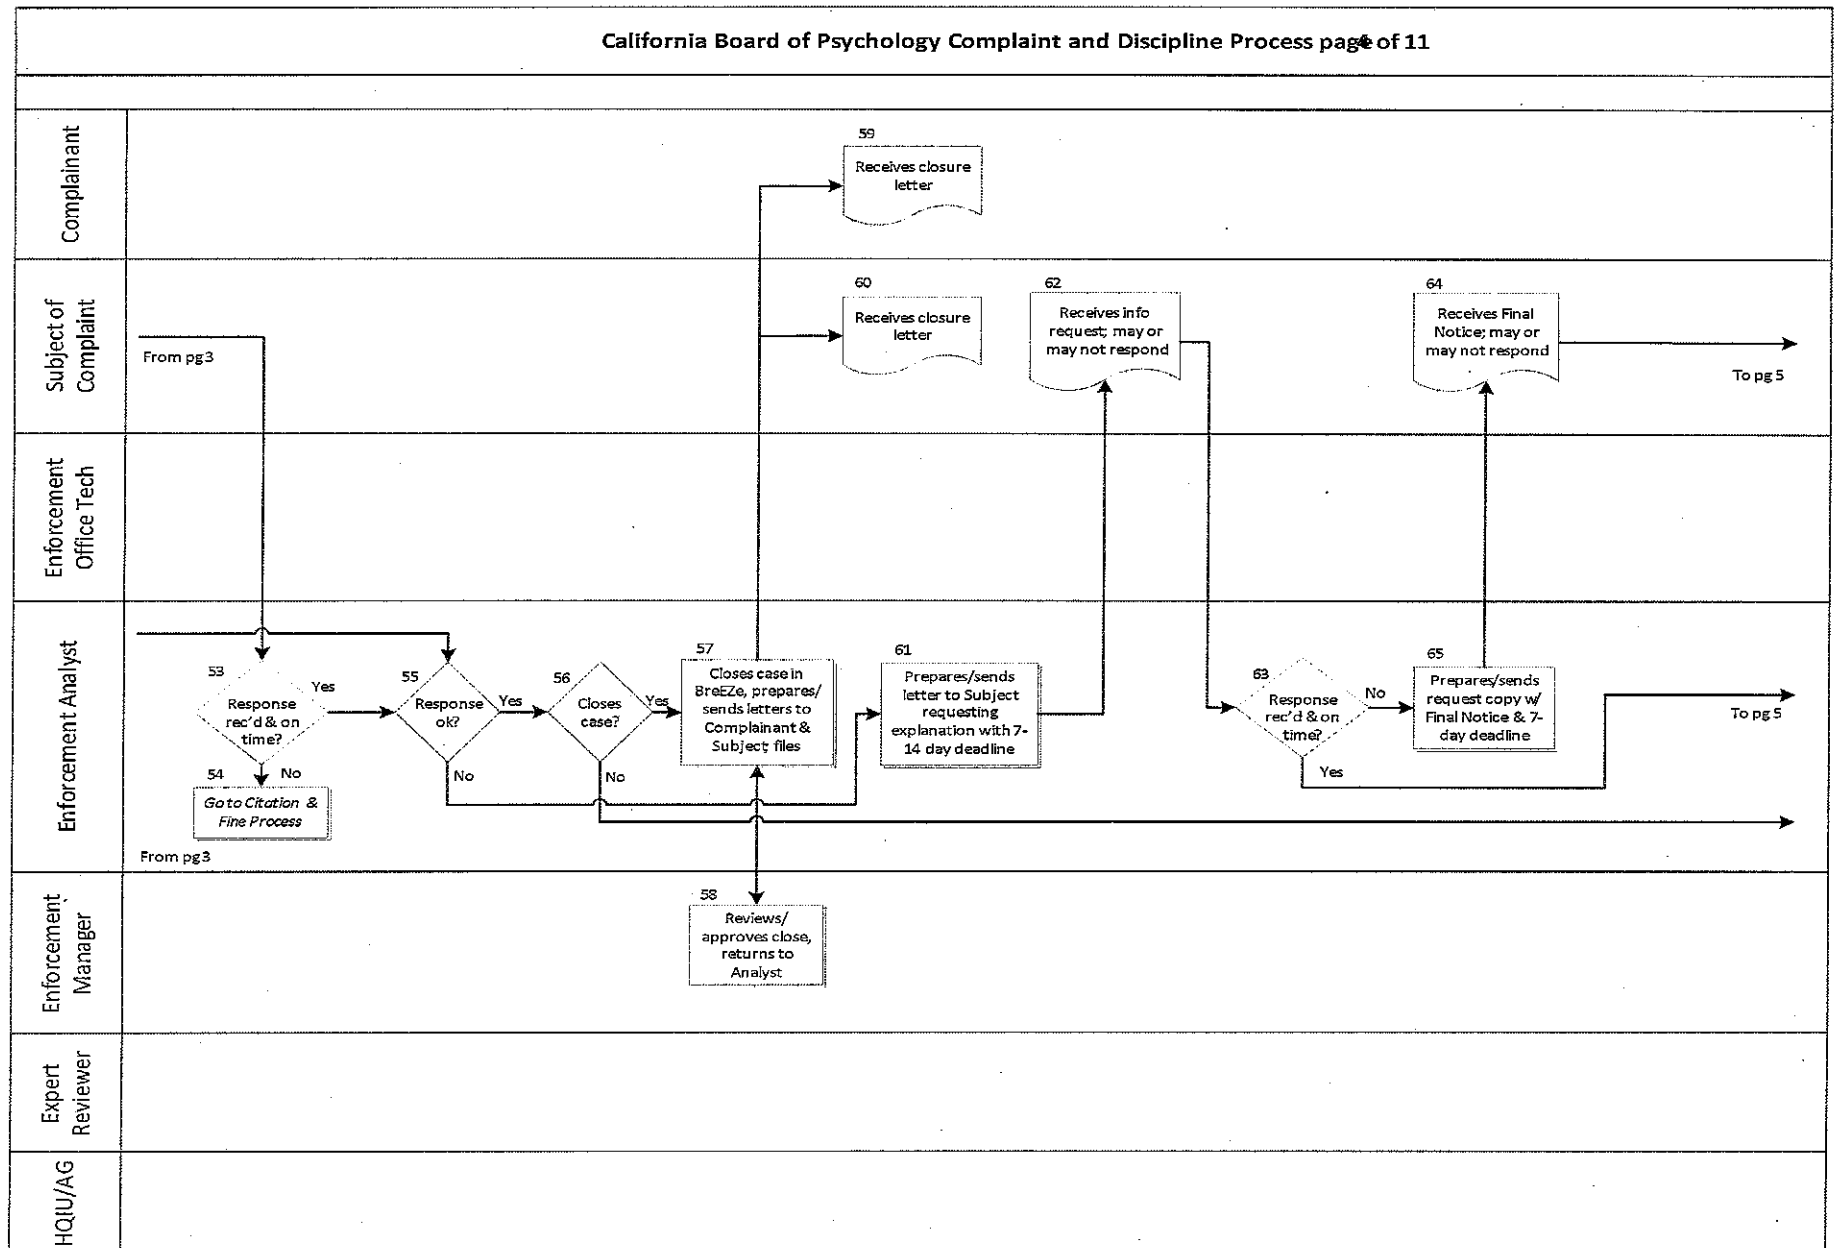 California Board of Psychology Complaint and Discipline Process page of 11
Complainant
59
Receives closure
letter
Subject of
Complaint
From pg3
60
Receives closure
letter
62
Receives info
request; may or
may not respond
64
Receives Final
Notice; may or
may not respond
To pg 5
Enforcement
Office Tech
Enforcement Analyst
53
Response
rec'd & on
time?
Yes
No
54
Go to Citation &
Fine Process
From pg3
55
Response
ok?
Yes
No
56
Closes
case?
Yes
No
57
Closes case in
BreEZe, prepares/
sends letters to
Complainant &
Subject; files
61
Prepares/sends
letter to Subject
requesting
explanation with 7-
14 day deadline
63
Response
rec'd & on
time?
No
Yes
65
Prepares/sends
request copy w/
Final Notice & 7-
day deadline
To pg 5
Enforcement
Manager
58
Reviews/
approves close,
returns to
Analyst
Expert
Reviewer
HQIU/AG